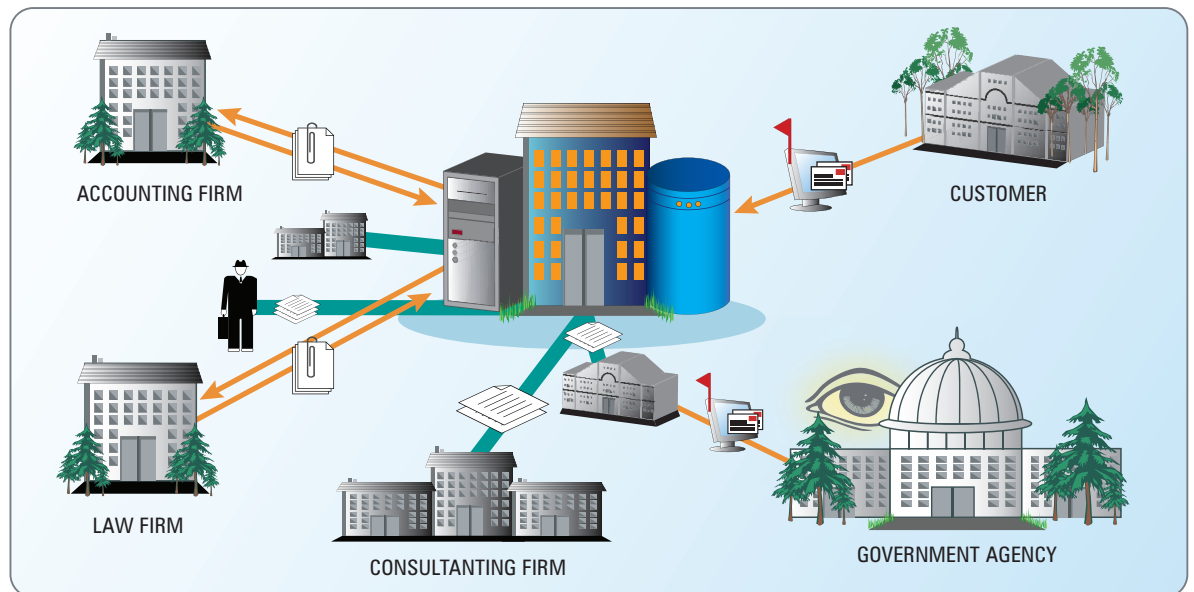 ACCOUNTING FIRM
CUSTOMER
LAW FIRM
CONSULTANTING FIRM
GOVERNMENT AGENCY